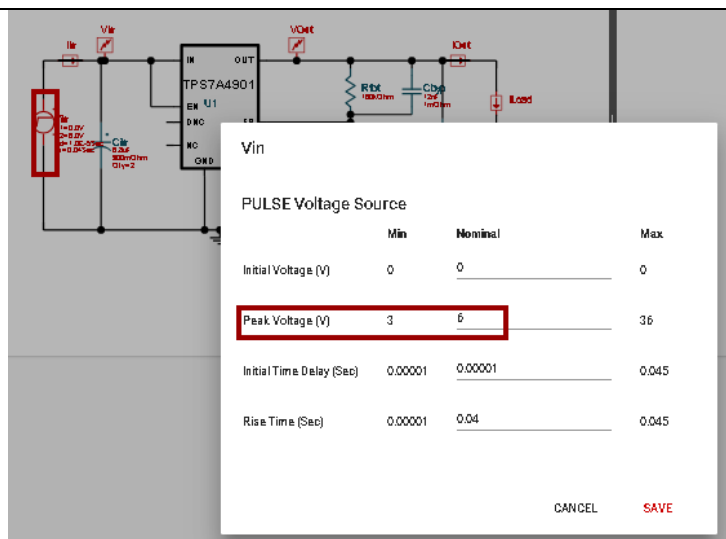 Vin
VOut
Iin
IOut
IN OUT
TPS7A4901
EN U1
DNC
NC
GND
Cin
Qty=2
ILoad
Vin
PULSE Voltage Source
Min Nominal Max
Initial Voltage (V) 0 0 0
Peak Voltage (V) 3 6 36
Initial Time Delay (Sec) 0.00001 0.00001 0.045
Rise Time (Sec) 0.00001 0.04 0.045
CANCEL SAVE